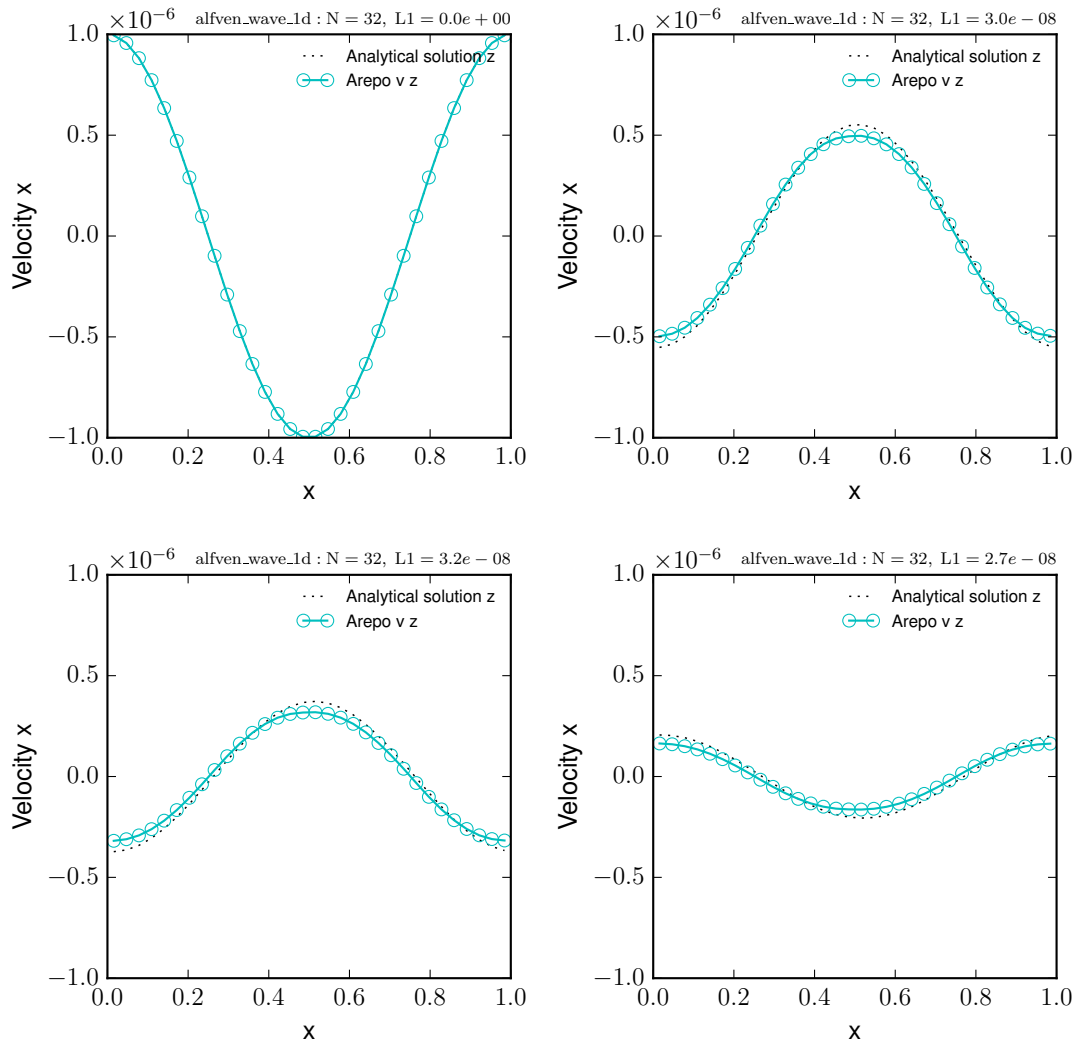 ×10⁻⁶ alfven_wave_1d : N = 32, L1 = 0.0e + 00
Analytical solution z
Arepo v z
1.0
0.5
0.0
−0.5
−1.0
Velocity x
0.0 0.2 0.4 0.6 0.8 1.0
x
×10⁻⁶ alfven_wave_1d : N = 32, L1 = 3.0e − 08
Analytical solution z
Arepo v z
1.0
0.5
0.0
−0.5
−1.0
Velocity x
0.0 0.2 0.4 0.6 0.8 1.0
x
×10⁻⁶ alfven_wave_1d : N = 32, L1 = 3.2e − 08
Analytical solution z
Arepo v z
1.0
0.5
0.0
−0.5
−1.0
Velocity x
0.0 0.2 0.4 0.6 0.8 1.0
x
×10⁻⁶ alfven_wave_1d : N = 32, L1 = 2.7e − 08
Analytical solution z
Arepo v z
1.0
0.5
0.0
−0.5
−1.0
Velocity x
0.0 0.2 0.4 0.6 0.8 1.0
x